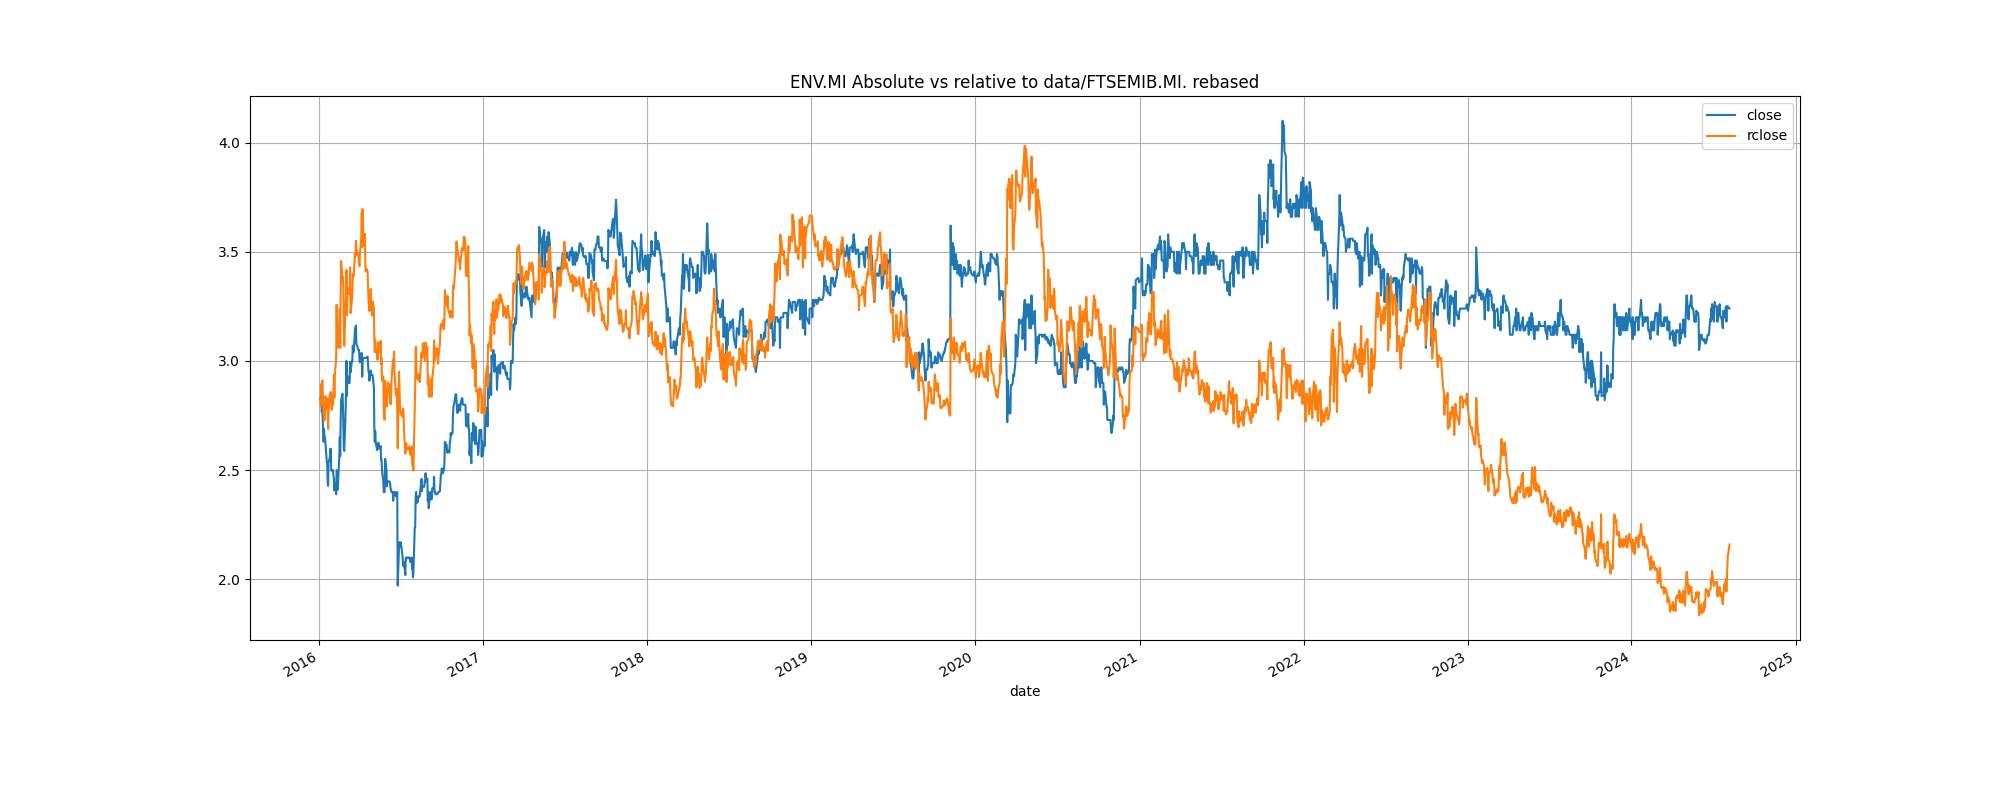 ENV.MI Absolute vs relative to data/FTSEMIB.MI. rebased
close
rclose
4.0
3.5
3.0
2.5
2.0
2016 2017 2018 2019 2020 2021 2022 2023 2024 2025
date